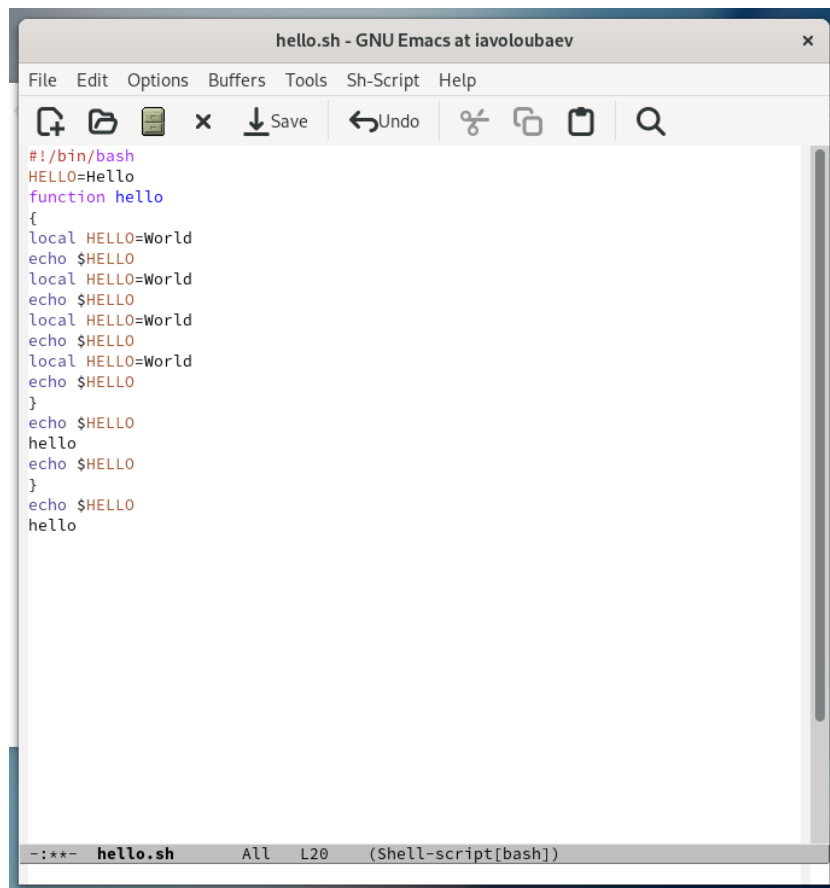 hello.sh - GNU Emacs at iavoloubaev
File Edit Options Buffers Tools Sh-Script Help
Save Undo
#!/bin/bash
HELLO=Hello
function hello
{
local HELLO=World
echo $HELLO
local HELLO=World
echo $HELLO
local HELLO=World
echo $HELLO
local HELLO=World
echo $HELLO
}
echo $HELLO
hello
echo $HELLO
}
echo $HELLO
hello
-:**- hello.sh All L20 (Shell-script[bash])